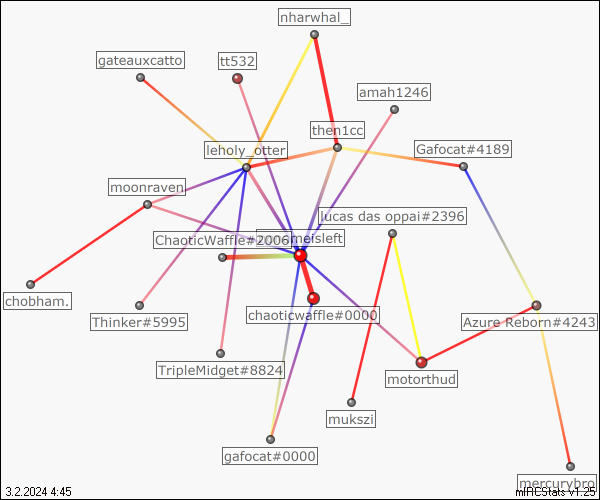 nharwhal_
gateauxcatto
tt532
amah1246
then1cc
Gafocat#4189
leholy_otter
moonraven
lucas das oppai#2396
ChaoticWaffle#2006
meisleft
chobham.
chaoticwaffle#0000
Thinker#5995
Azure Reborn#4243
TripleMidget#8824
motorthud
mukszi
gafocat#0000
mercurybro
3.2.2024 4:45
mIRCStats v1.25